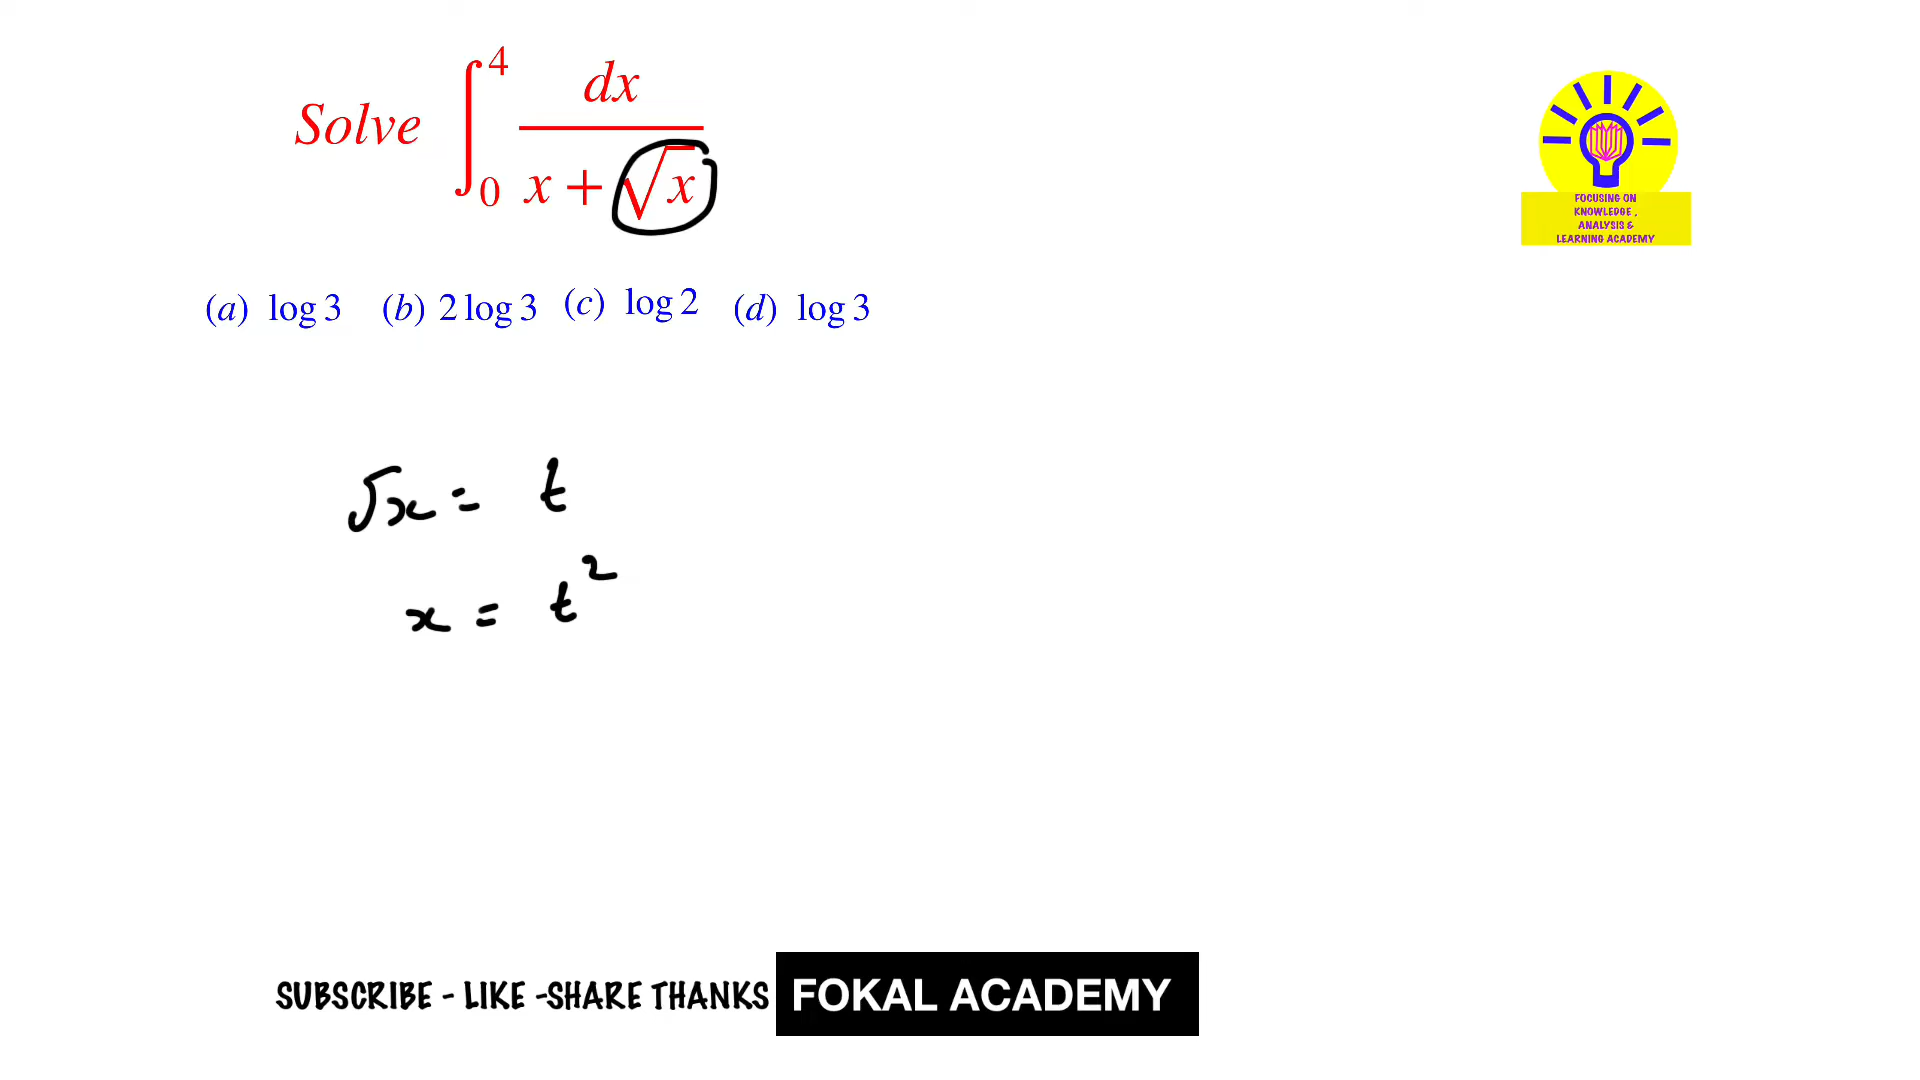 Solve ∫₀⁴ dx / (x + √x)
(a) log 3 (b) 2 log 3 (c) log 2 (d) log 3
√x = t
x = t²
FOCUSING ON
KNOWLEDGE ,
ANALYSIS &
LEARNING ACADEMY
SUBSCRIBE - LIKE -SHARE THANKS FOKAL ACADEMY